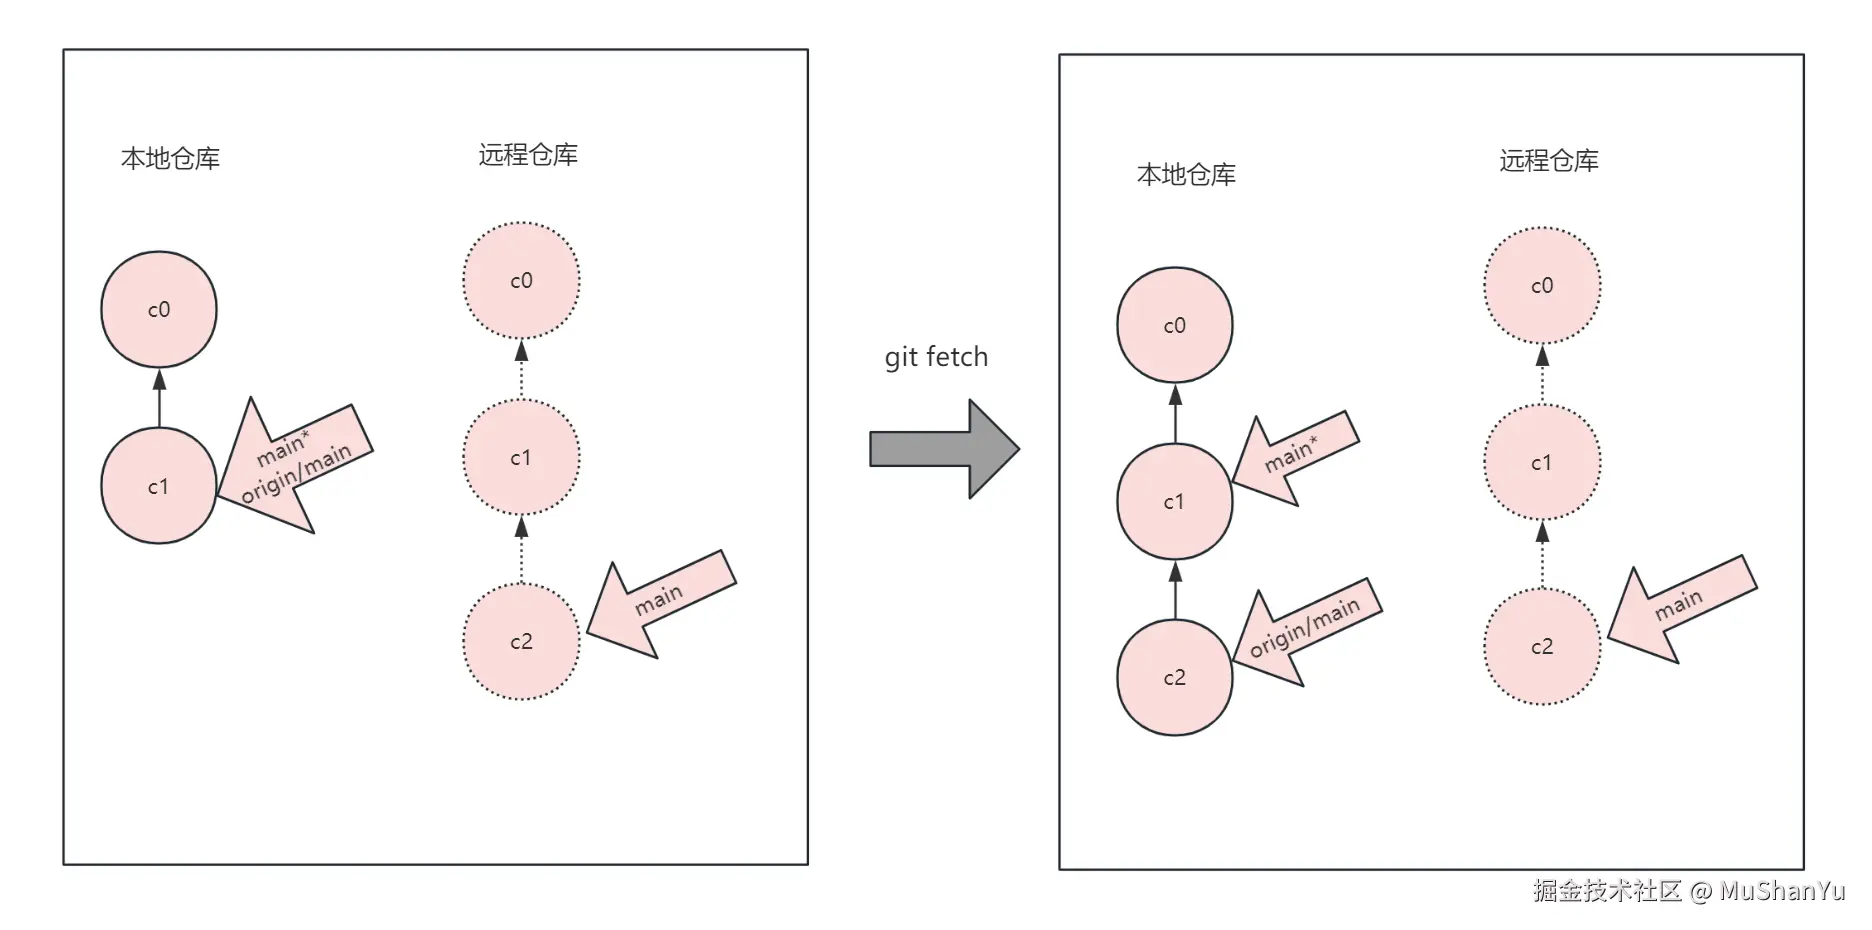 本地仓库
远程仓库
c0
c1
main*
origin/main
c0
c1
c2
main
git fetch
本地仓库
远程仓库
c0
c1
main*
c2
origin/main
c0
c1
c2
main
掘金技术社区 @ MuShanYu